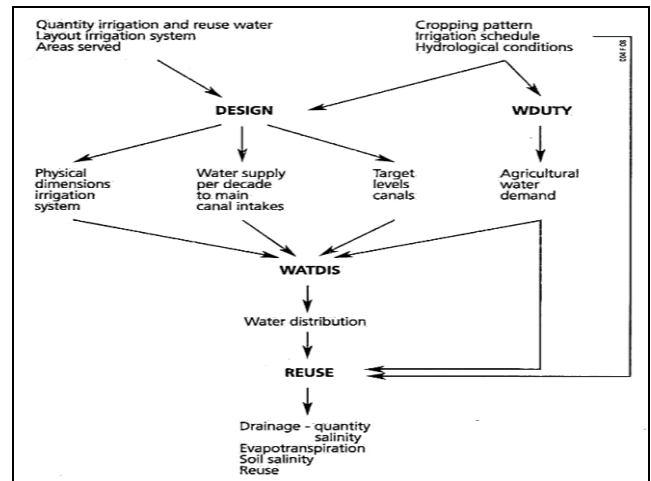 Quantity irrigation and reuse water
Layout irrigation system
Areas served
Cropping pattern
Irrigation schedule
Hydrological conditions
DESIGN
WDUTY
Physical
dimensions
irrigation
system
Water supply
per decade
to main
canal intakes
Target
levels
canals
Agricultural
water
demand
WATDIS
Water distribution
REUSE
Drainage - quantity
salinity
Evapotranspiration
Soil salinity
Reuse